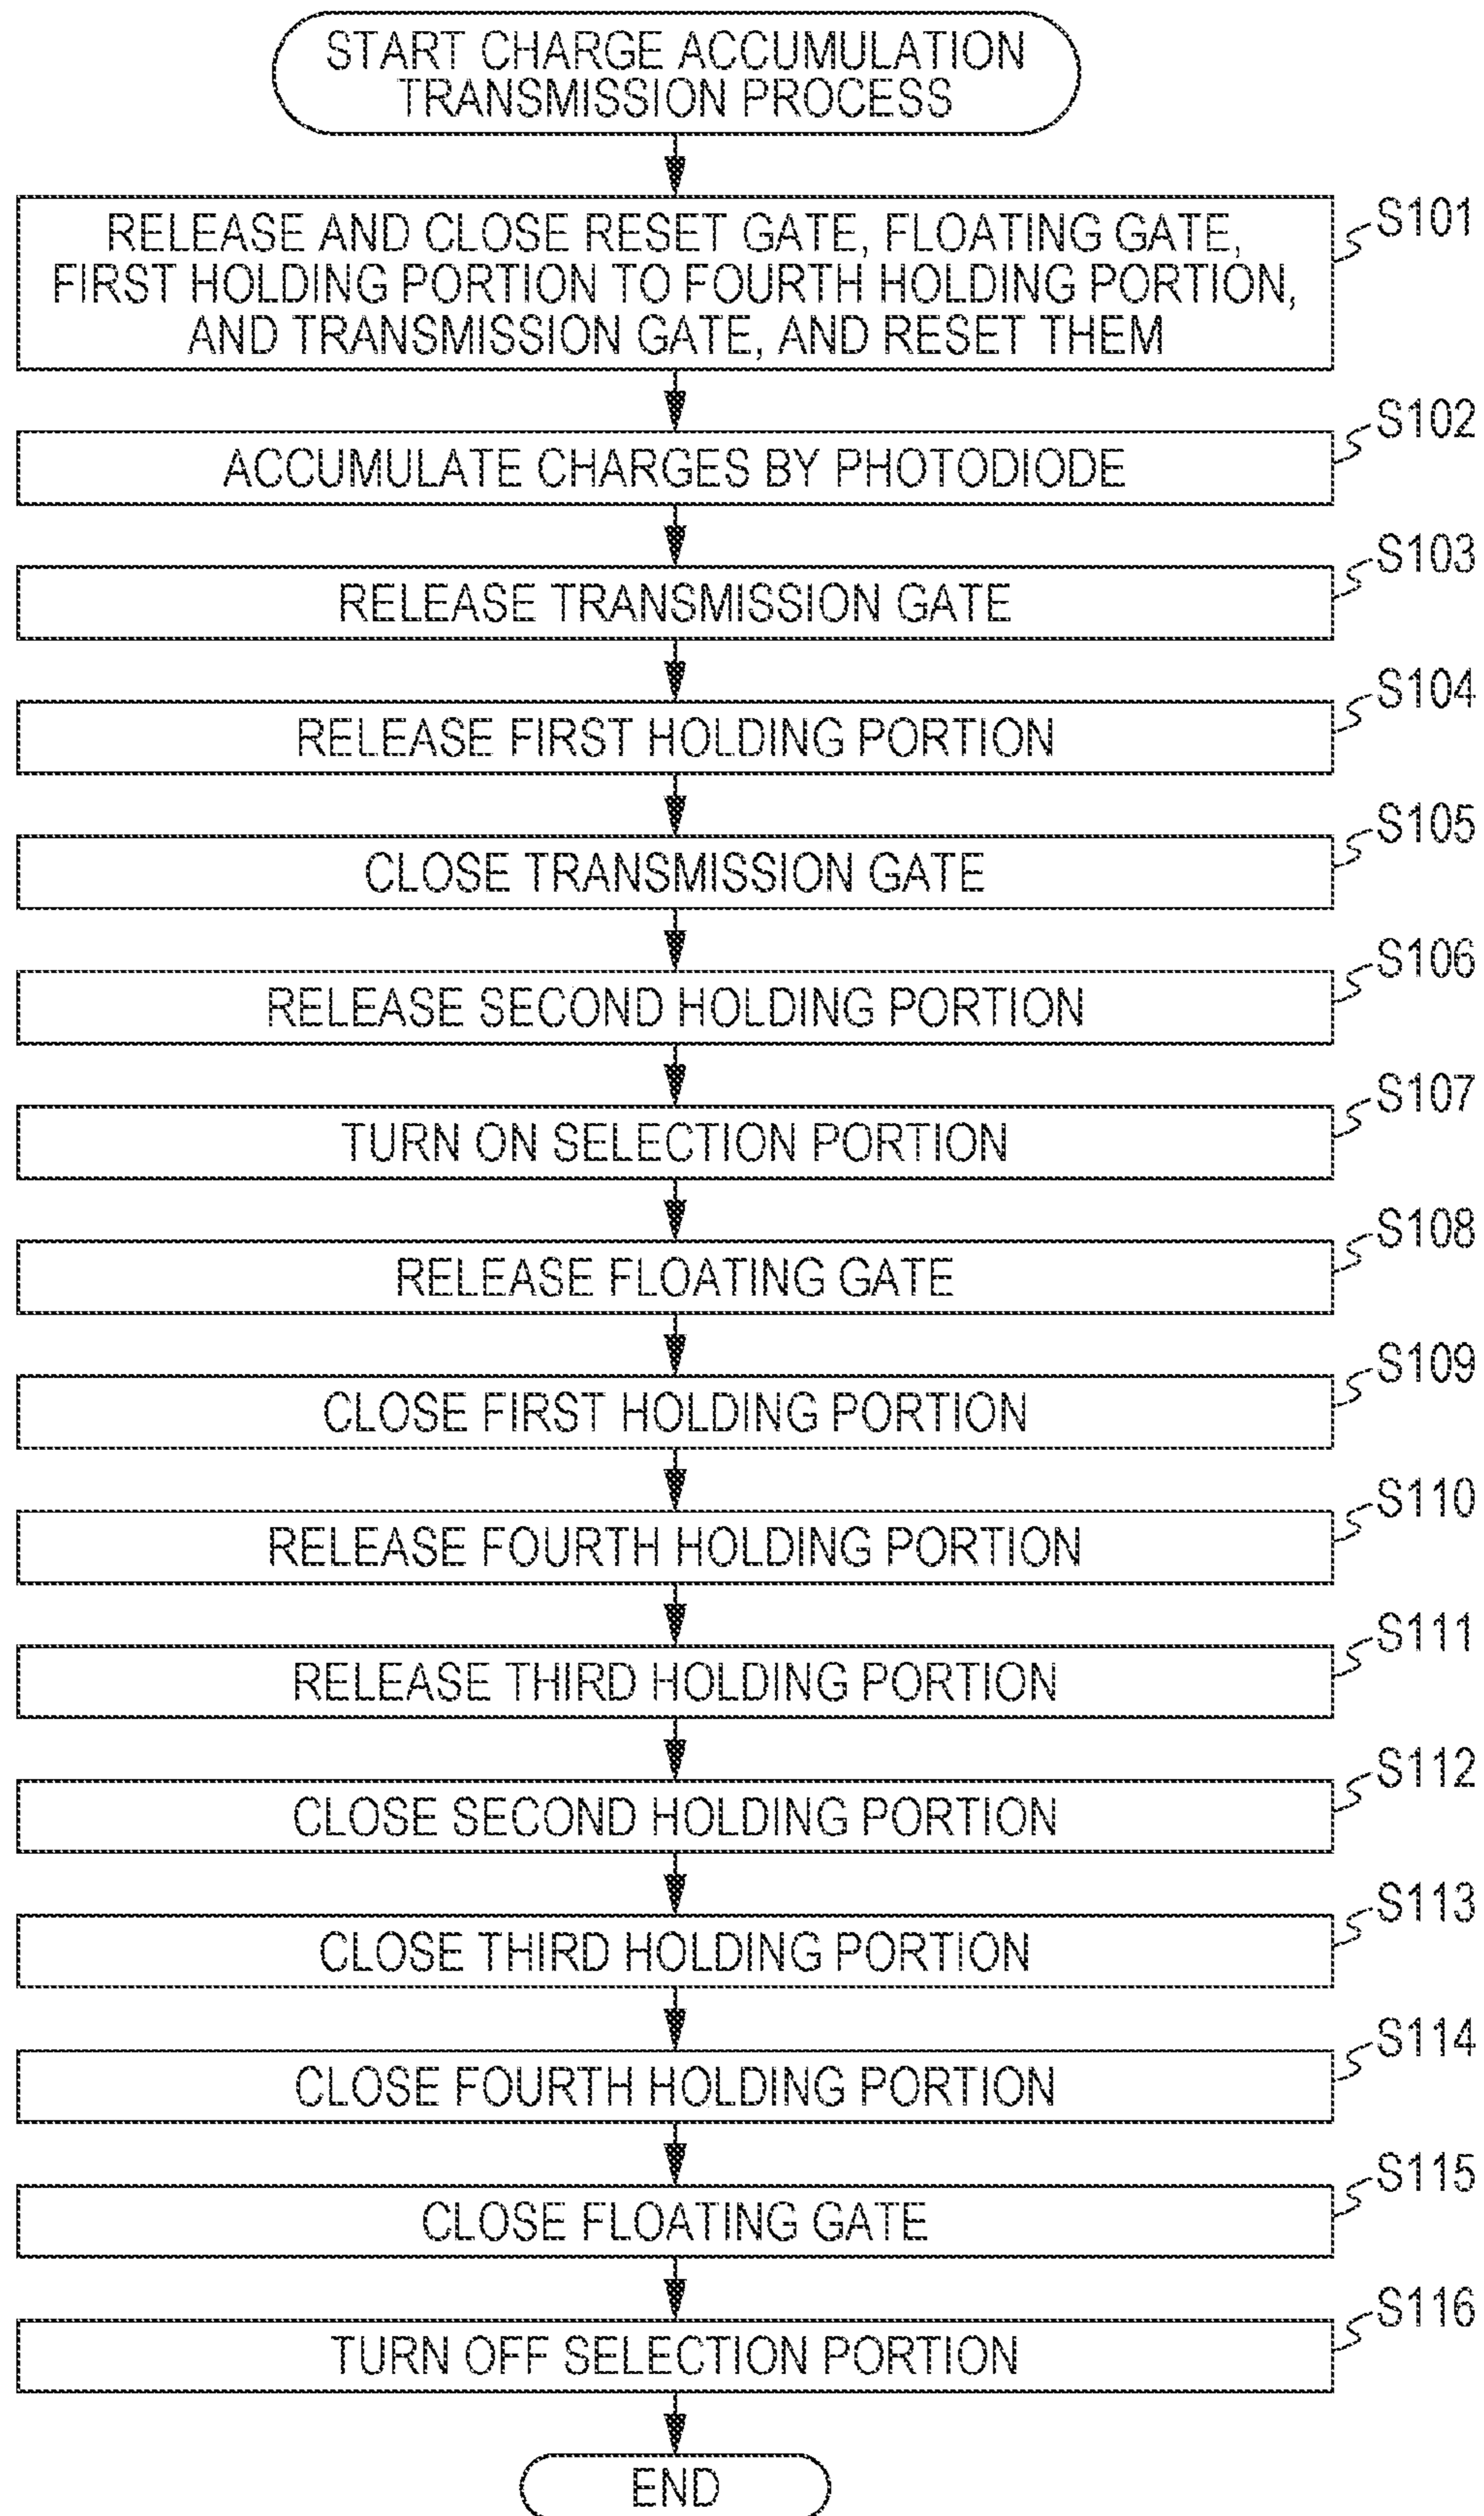 START CHARGE ACCUMULATION
TRANSMISSION PROCESS
RELEASE AND CLOSE RESET GATE, FLOATING GATE,
FIRST HOLDING PORTION TO FOURTH HOLDING PORTION,
AND TRANSMISSION GATE, AND RESET THEM
S101
ACCUMULATE CHARGES BY PHOTODIODE
S102
RELEASE TRANSMISSION GATE
S103
RELEASE FIRST HOLDING PORTION
S104
CLOSE TRANSMISSION GATE
S105
RELEASE SECOND HOLDING PORTION
S106
TURN ON SELECTION PORTION
S107
RELEASE FLOATING GATE
S108
CLOSE FIRST HOLDING PORTION
S109
RELEASE FOURTH HOLDING PORTION
S110
RELEASE THIRD HOLDING PORTION
S111
CLOSE SECOND HOLDING PORTION
S112
CLOSE THIRD HOLDING PORTION
S113
CLOSE FOURTH HOLDING PORTION
S114
CLOSE FLOATING GATE
S115
TURN OFF SELECTION PORTION
S116
END